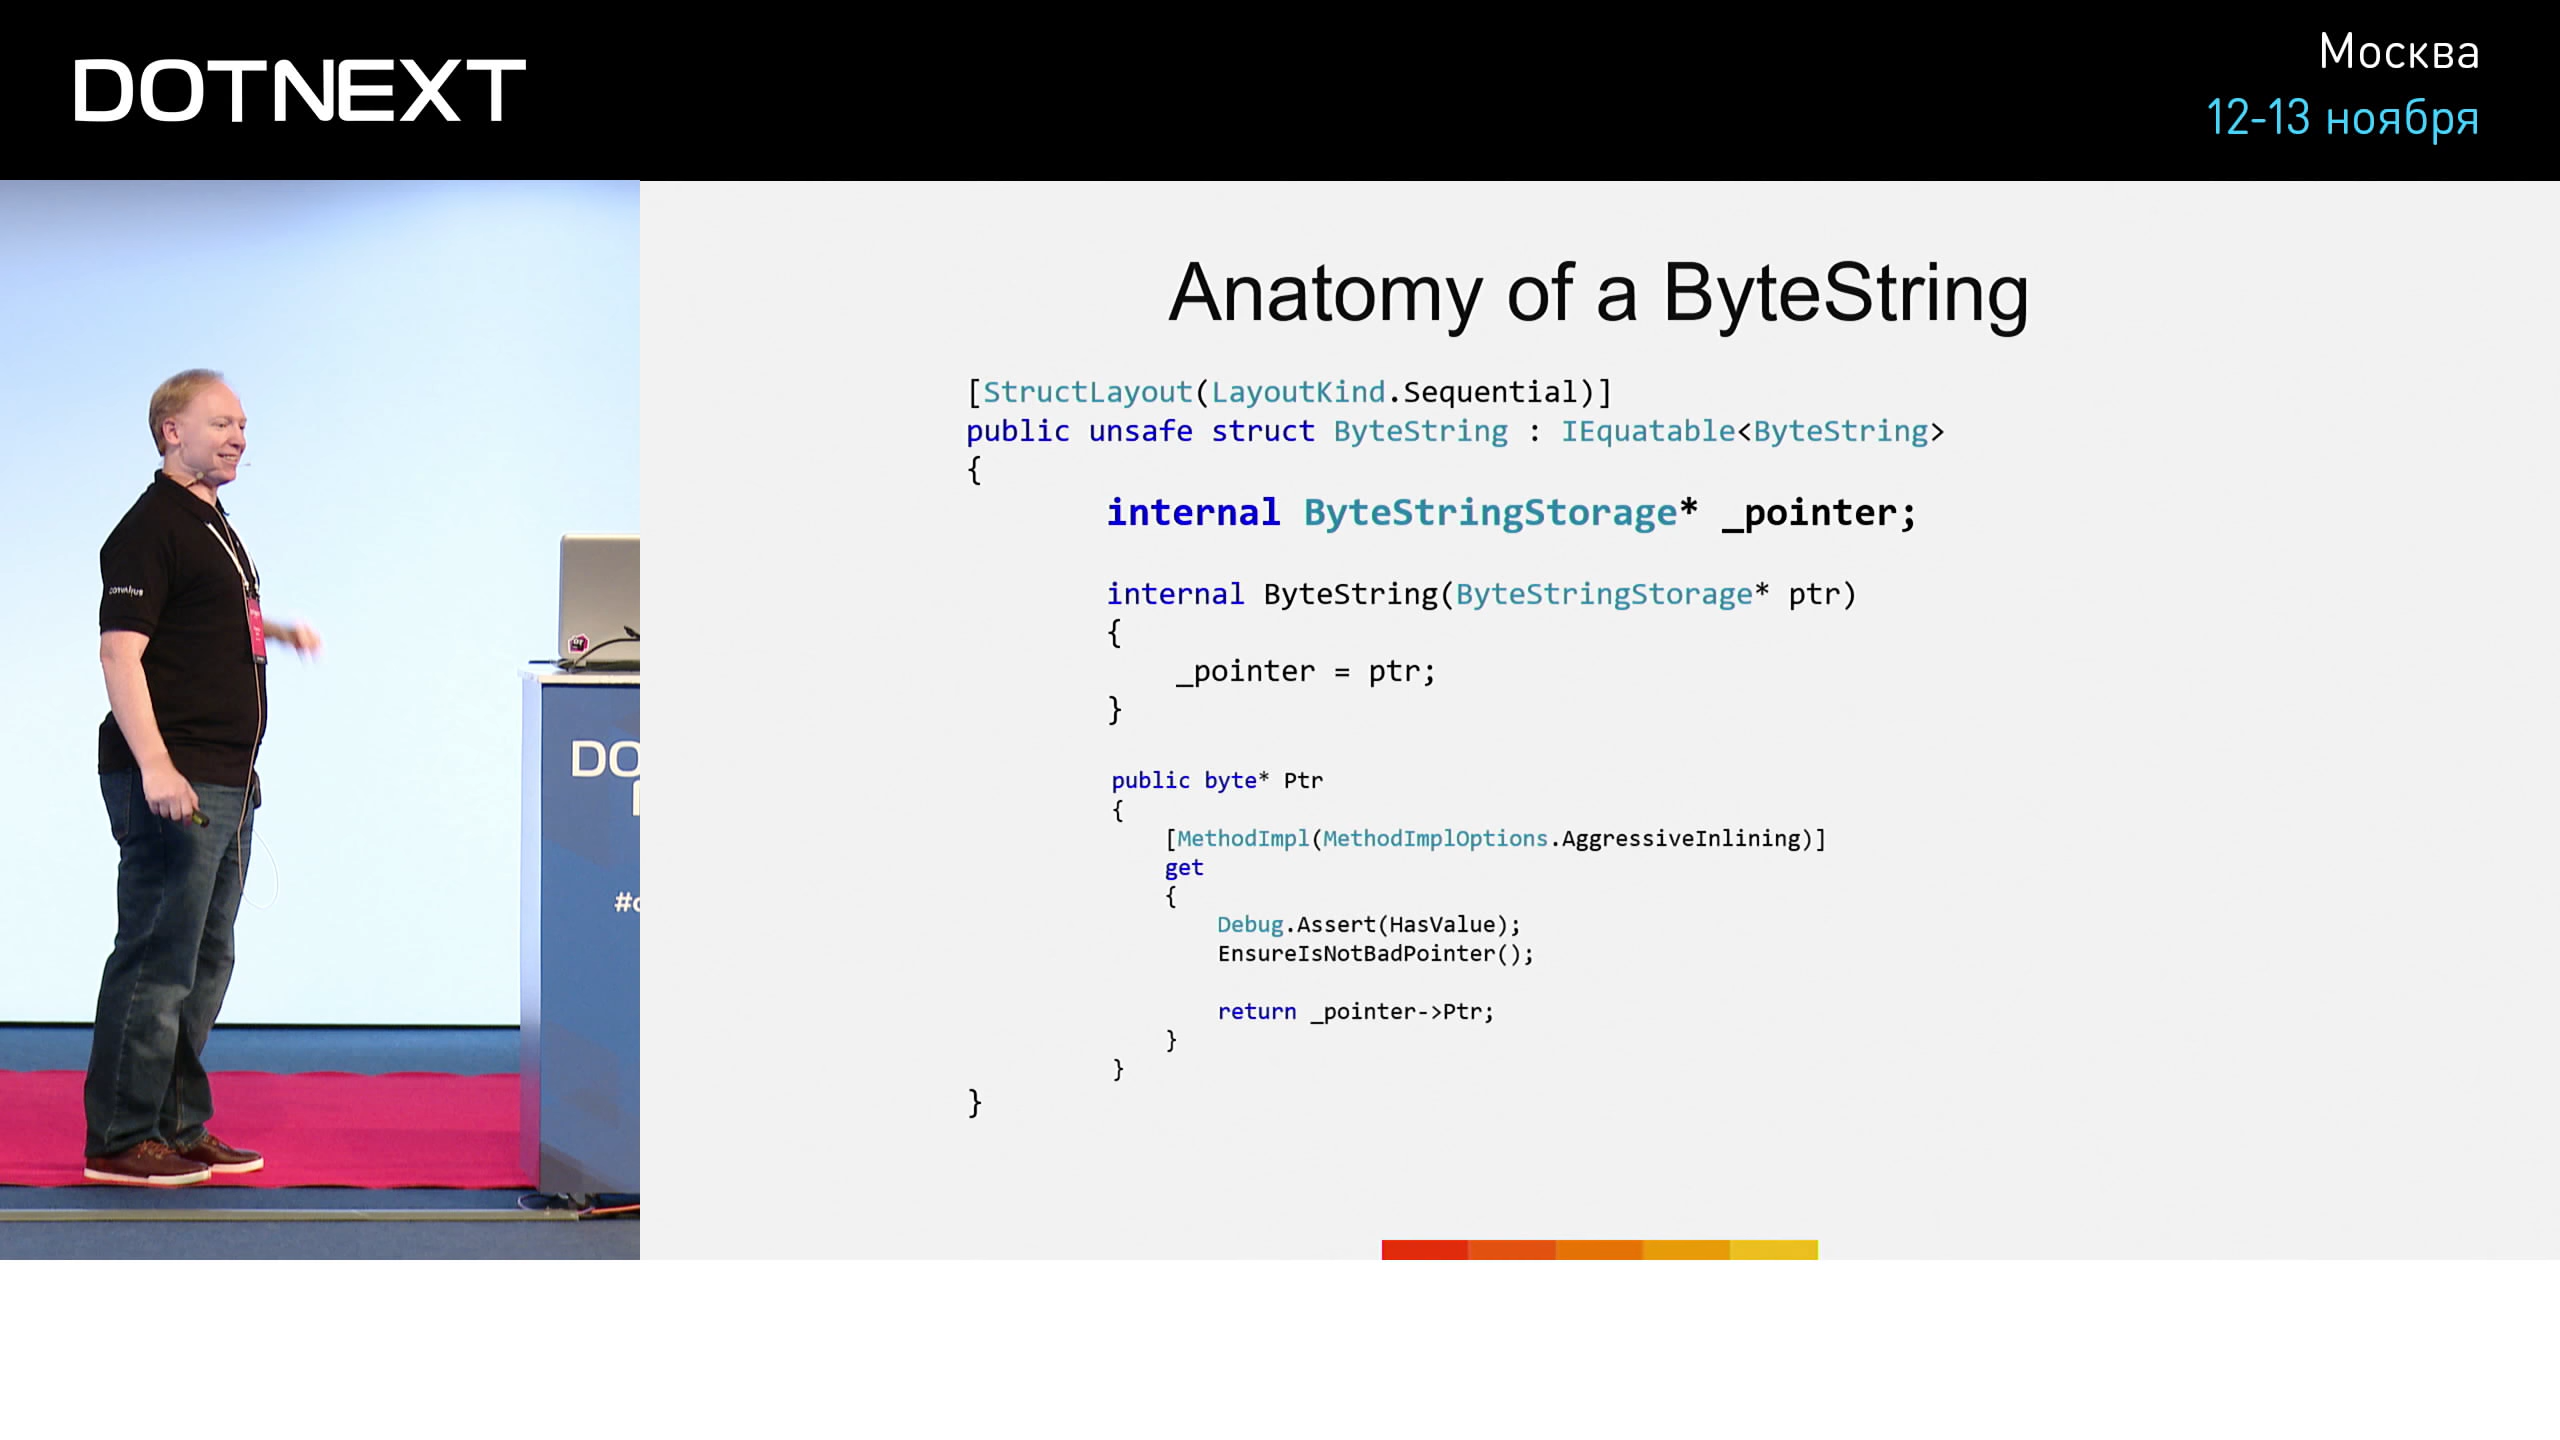 DOTNEXT
Москва
12-13 ноября
Anatomy of a ByteString
[StructLayout(LayoutKind.Sequential)]
public unsafe struct ByteString : IEquatable<ByteString>
{
internal ByteStringStorage* _pointer;
internal ByteString(ByteStringStorage* ptr)
{
_pointer = ptr;
}
public byte* Ptr
{
[MethodImpl(MethodImplOptions.AggressiveInlining)]
get
{
Debug.Assert(HasValue);
EnsureIsNotBadPointer();
return _pointer->Ptr;
}
}
}
DO